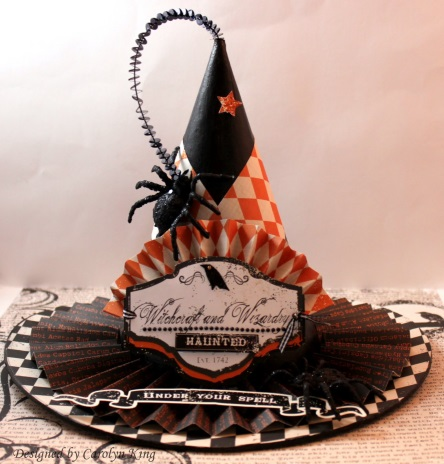 Witchcraft and Wizardry
HAUNTED
EST 1742
UNDER YOUR SPELL
Designed by Carolyn King